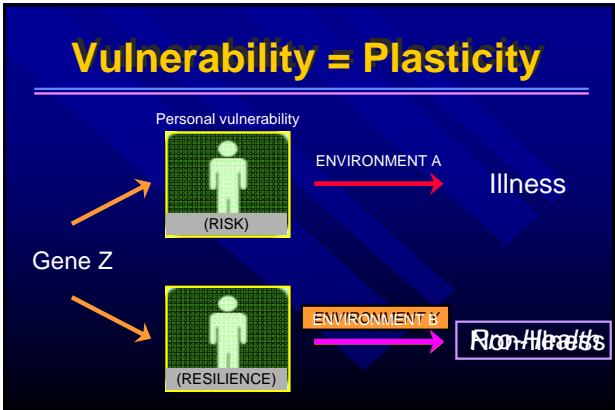 Vulnerability = Plasticity
Personal vulnerability
ENVIRONMENT A
Illness
(RISK)
Gene Z
ENVIRONMENT B
(RESILIENCE)